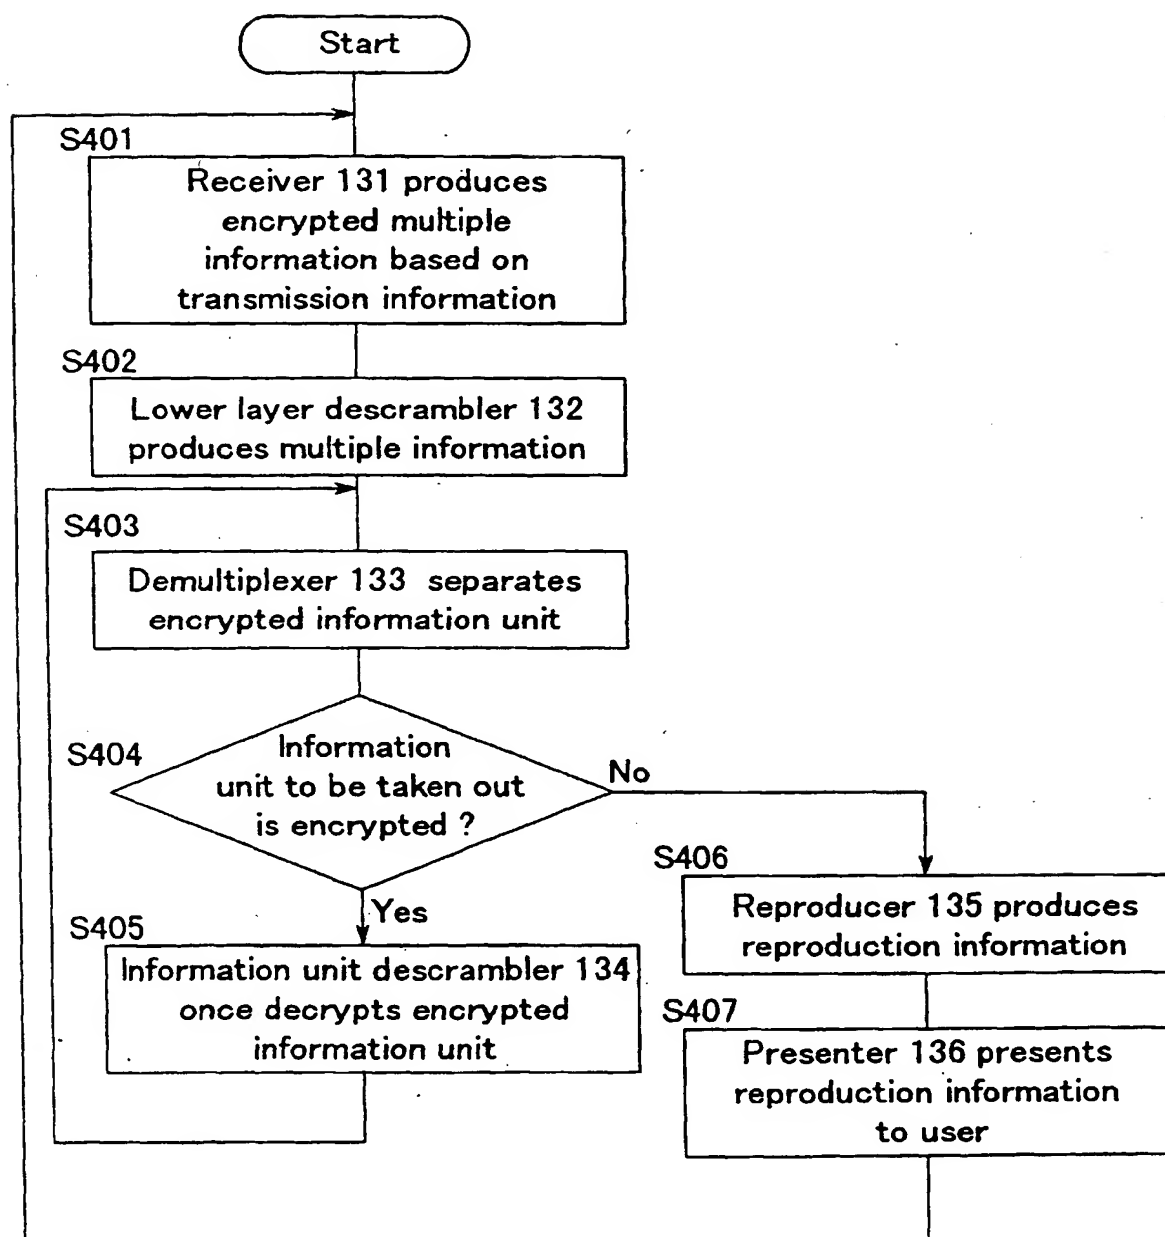 Start
S401
Receiver 131 produces
encrypted multiple
information based on
transmission information
S402
Lower layer descrambler 132
produces multiple information
S403
Demultiplexer 133 separates
encrypted information unit
S404
Information
unit to be taken out
is encrypted ?
No
Yes
S405
Information unit descrambler 134
once decrypts encrypted
information unit
S406
Reproducer 135 produces
reproduction information
S407
Presenter 136 presents
reproduction information
to user